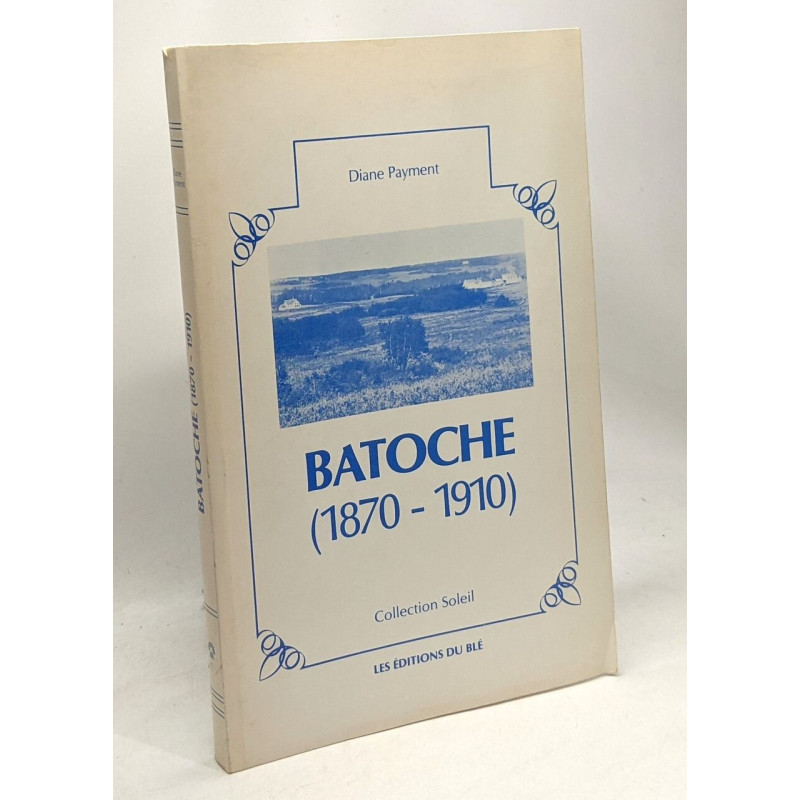 Diane Payment
BATOCHE
(1870 - 1910)
Collection Soleil
LES ÉDITIONS DU BLÉ
BATOCHE (1870 - 1910)